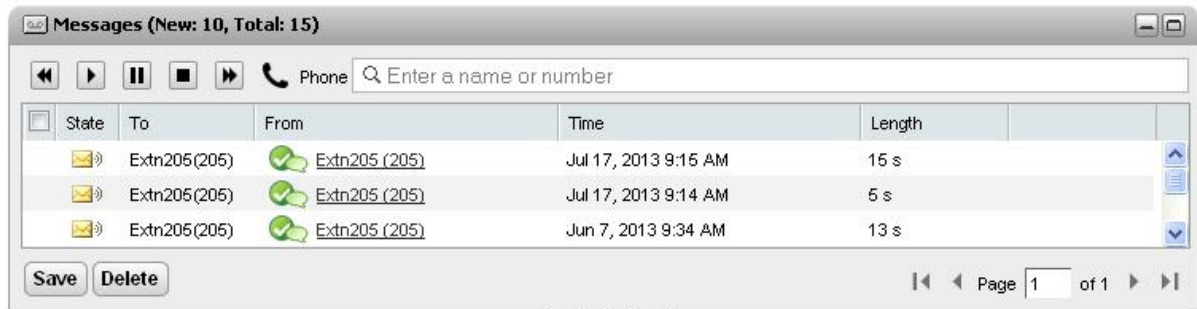 Messages (New: 10, Total: 15)
Phone Enter a name or number
State To From Time Length
Extn205(205) Extn205 (205) Jul 17, 2013 9:15 AM 15 s
Extn205(205) Extn205 (205) Jul 17, 2013 9:14 AM 5 s
Extn205(205) Extn205 (205) Jun 7, 2013 9:34 AM 13 s
Save Delete Page 1 of 1